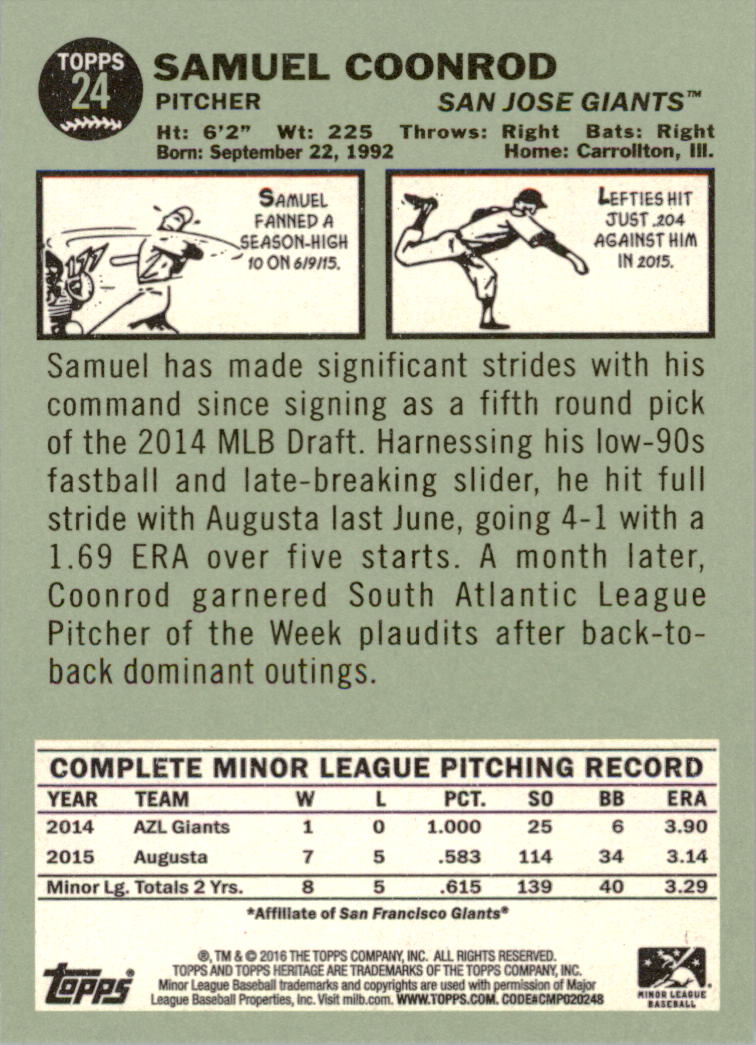 TOPPS
24
SAMUEL COONROD
PITCHER SAN JOSE GIANTS™
Ht: 6'2" Wt: 225 Throws: Right Bats: Right
Born: September 22, 1992 Home: Carrollton, Ill.
SAMUEL
FANNED A
SEASON-HIGH
10 ON 6/9/15.
LEFTIES HIT
JUST .204
AGAINST HIM
IN 2015.
Samuel has made significant strides with his
command since signing as a fifth round pick
of the 2014 MLB Draft. Harnessing his low-90s
fastball and late-breaking slider, he hit full
stride with Augusta last June, going 4-1 with a
1.69 ERA over five starts. A month later,
Coonrod garnered South Atlantic League
Pitcher of the Week plaudits after back-to-
back dominant outings.
COMPLETE MINOR LEAGUE PITCHING RECORD
YEAR TEAM W L PCT. SO BB ERA
2014 AZL Giants 1 0 1.000 25 6 3.90
2015 Augusta 7 5 .583 114 34 3.14
Minor Lg. Totals 2 Yrs. 8 5 .615 139 40 3.29
*Affiliate of San Francisco Giants®
®, TM & © 2016 THE TOPPS COMPANY, INC. ALL RIGHTS RESERVED.
TOPPS AND TOPPS HERITAGE ARE TRADEMARKS OF THE TOPPS COMPANY, INC.
Minor League Baseball trademarks and copyrights are used with permission of Major
League Baseball Properties, Inc. Visit milb.com. WWW.TOPPS.COM. CODE#CMP020248
topps®
MINOR LEAGUE
BASEBALL®